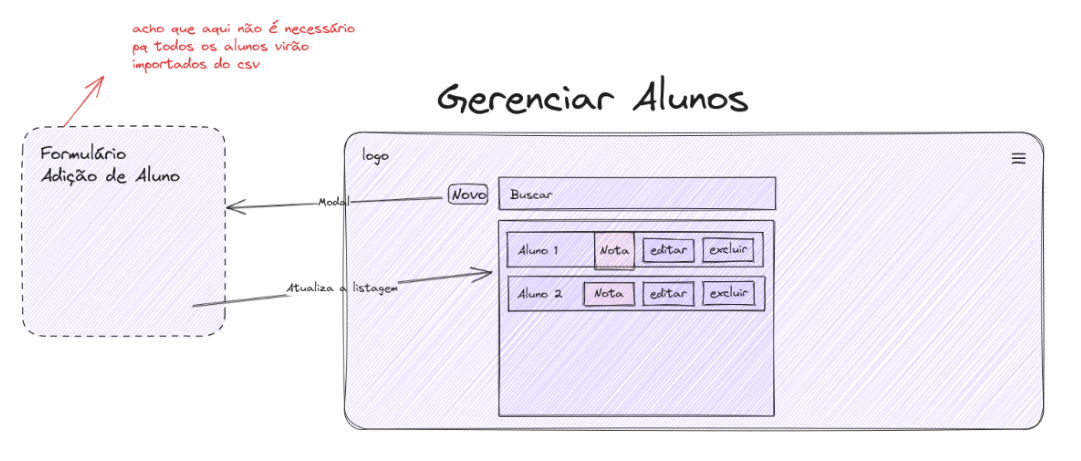 acho que aqui não é necessário
pq todos os alunos virão
importados do csv
Gerenciar Alunos
Formulário
Adição de Aluno
logo
Modal
Novo
Buscar
Aluno 1 Nota editar excluir
Atualiza a listagem
Aluno 2 Nota editar excluir